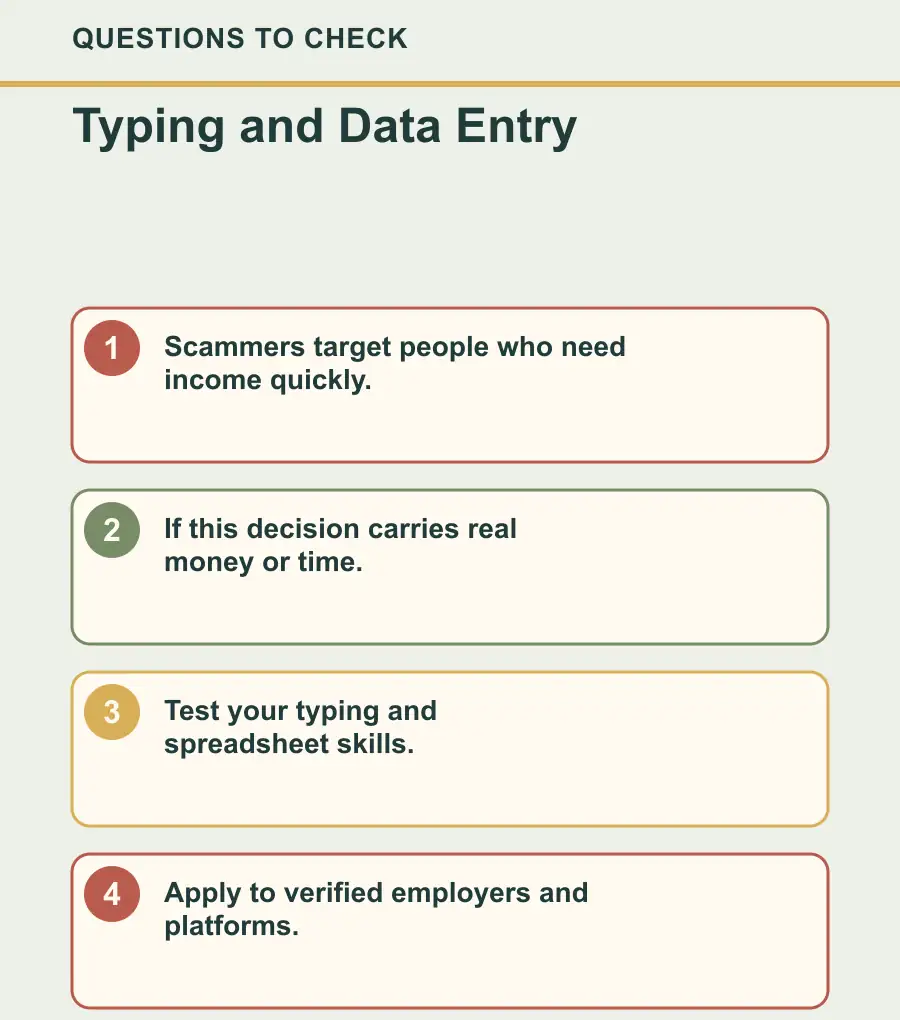 QUESTIONS TO CHECK
Typing and Data Entry
1
Scammers target people who need
income quickly.
2
If this decision carries real
money or time.
3
Test your typing and
spreadsheet skills.
4
Apply to verified employers and
platforms.